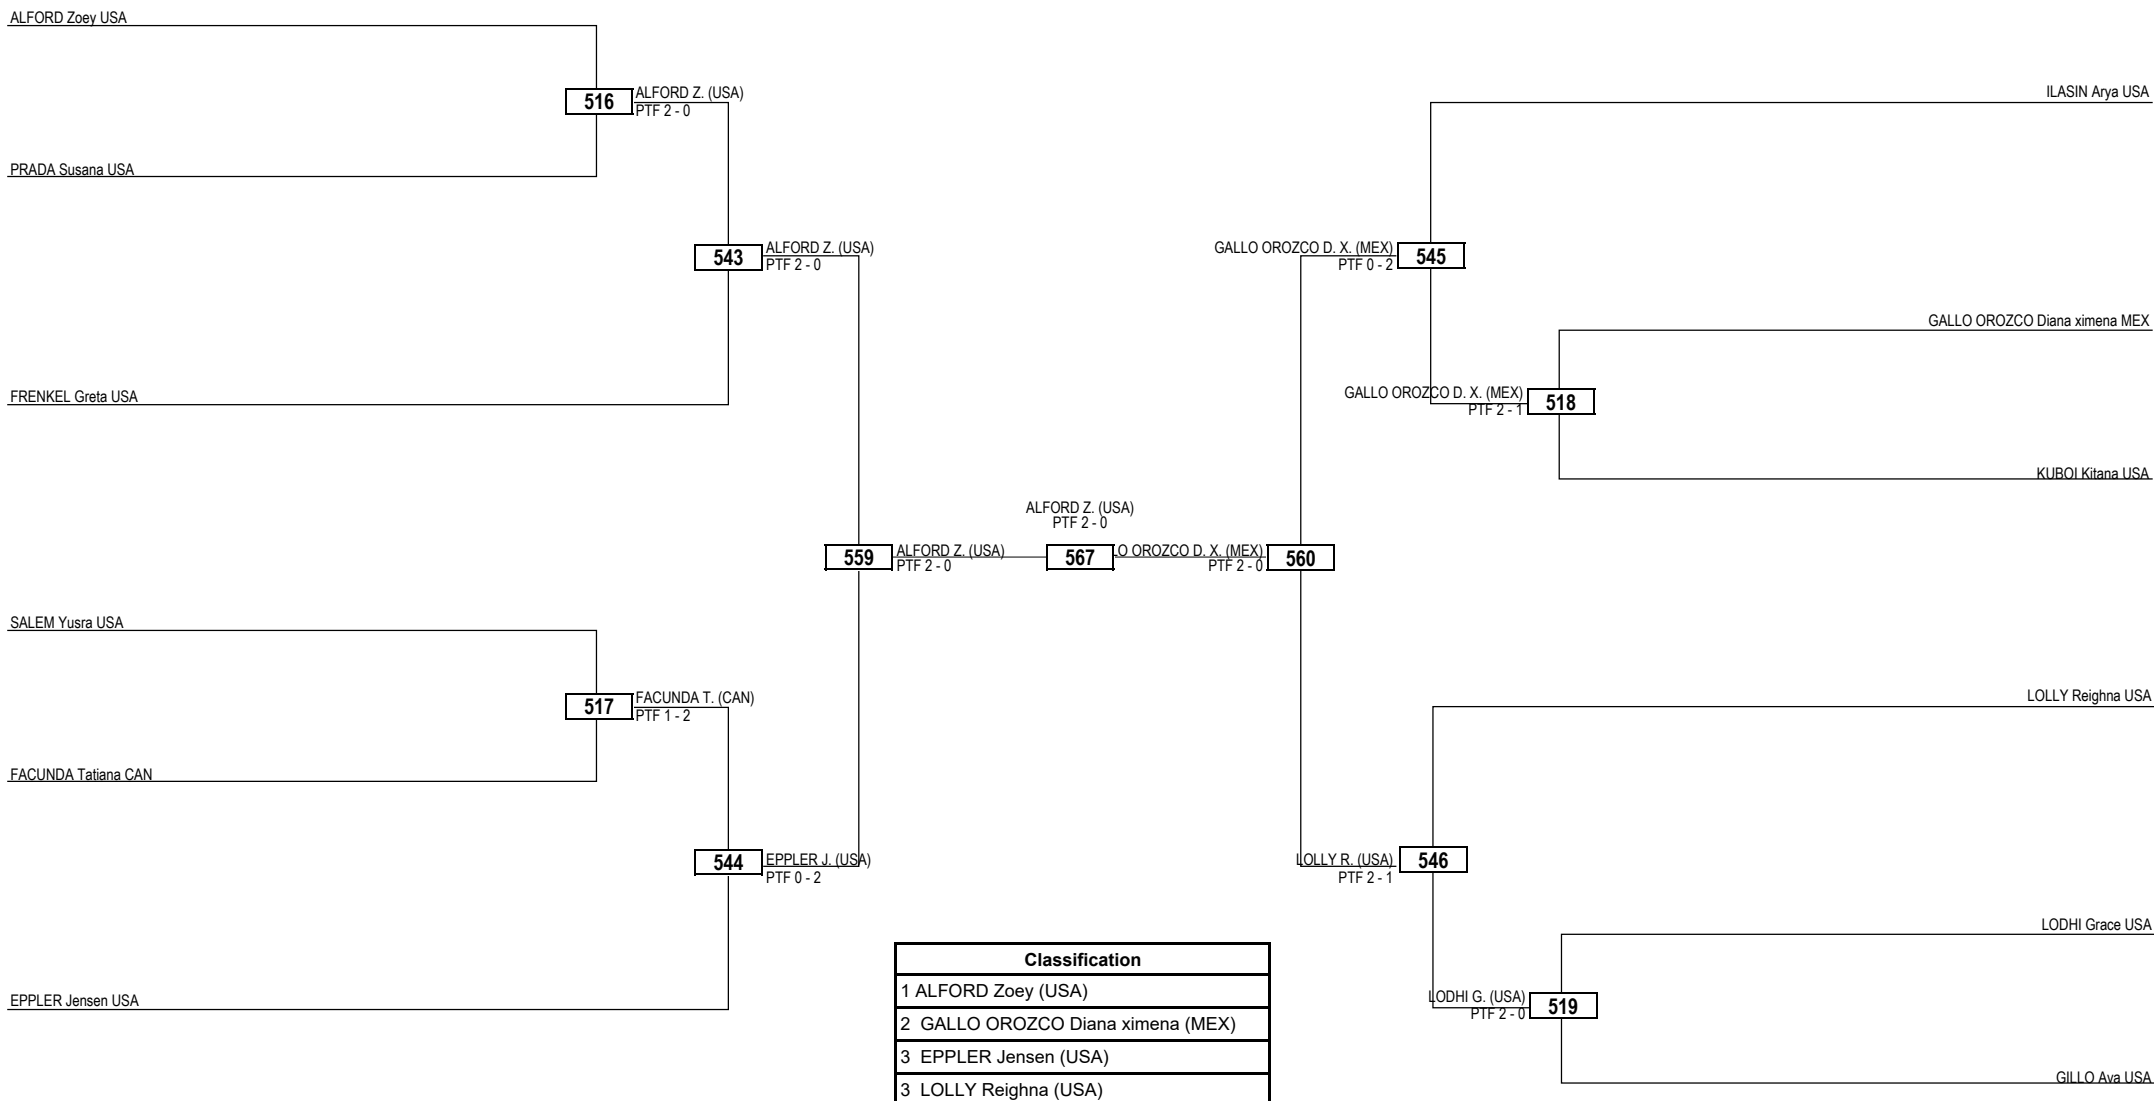 ALFORD Zoey USA
516
ALFORD Z. (USA)
PTF 2 - 0
PRADA Susana USA
543
ALFORD Z. (USA)
PTF 2 - 0
FRENKEL Greta USA
SALEM Yusra USA
517
FACUNDA T. (CAN)
PTF 1 - 2
FACUNDA Tatiana CAN
544
EPPLER J. (USA)
PTF 0 - 2
EPPLER Jensen USA
559
ALFORD Z. (USA)
PTF 2 - 0
ALFORD Z. (USA)
PTF 2 - 0
567
LO OROZCO D. X. (MEX)
PTF 2 - 0
560
ILASIN Arya USA
GALLO OROZCO D. X. (MEX)
PTF 0 - 2
545
GALLO OROZCO Diana ximena MEX
GALLO OROZCO D. X. (MEX)
PTF 2 - 1
518
KUBOI Kitana USA
LOLLY Reighna USA
LOLLY R. (USA)
PTF 2 - 1
546
LODHI Grace USA
LODHI G. (USA)
PTF 2 - 0
519
GILLO Ava USA
Classification
1 ALFORD Zoey (USA)
2 GALLO OROZCO Diana ximena (MEX)
3 EPPLER Jensen (USA)
3 LOLLY Reighna (USA)